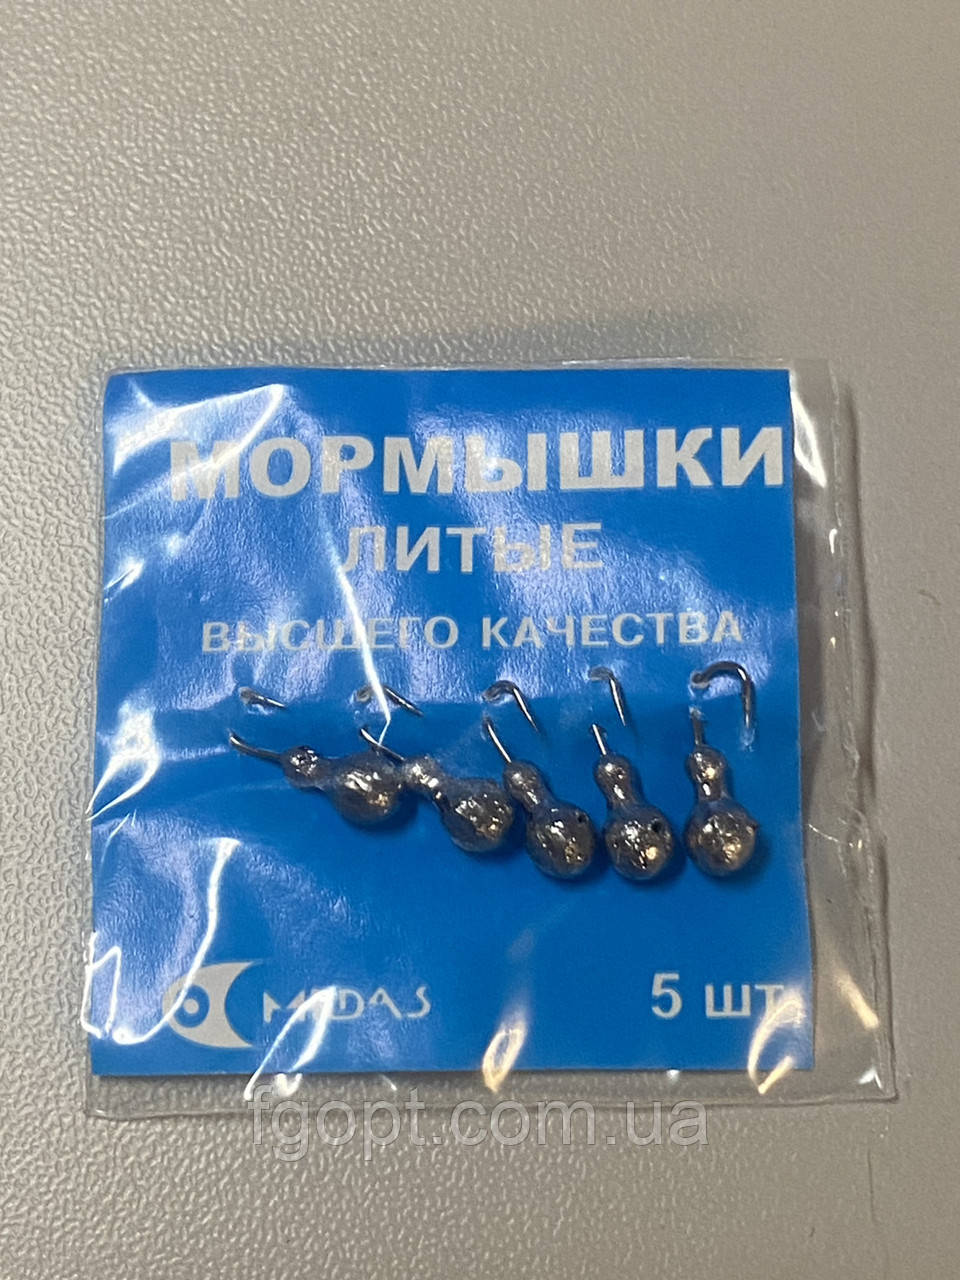 МОРМЫШКИ
ЛИТЫЕ
ВЫСШЕГО КАЧЕСТВА
MIDAS
5 шт.
fgopt.com.ua